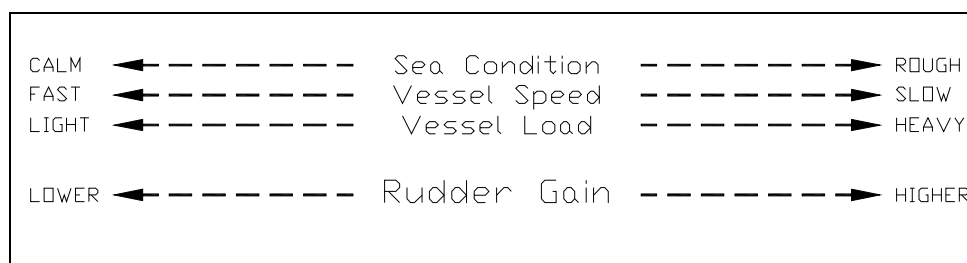 CALM Sea Condition ROUGH
FAST Vessel Speed SLOW
LIGHT Vessel Load HEAVY
LOWER Rudder Gain HIGHER